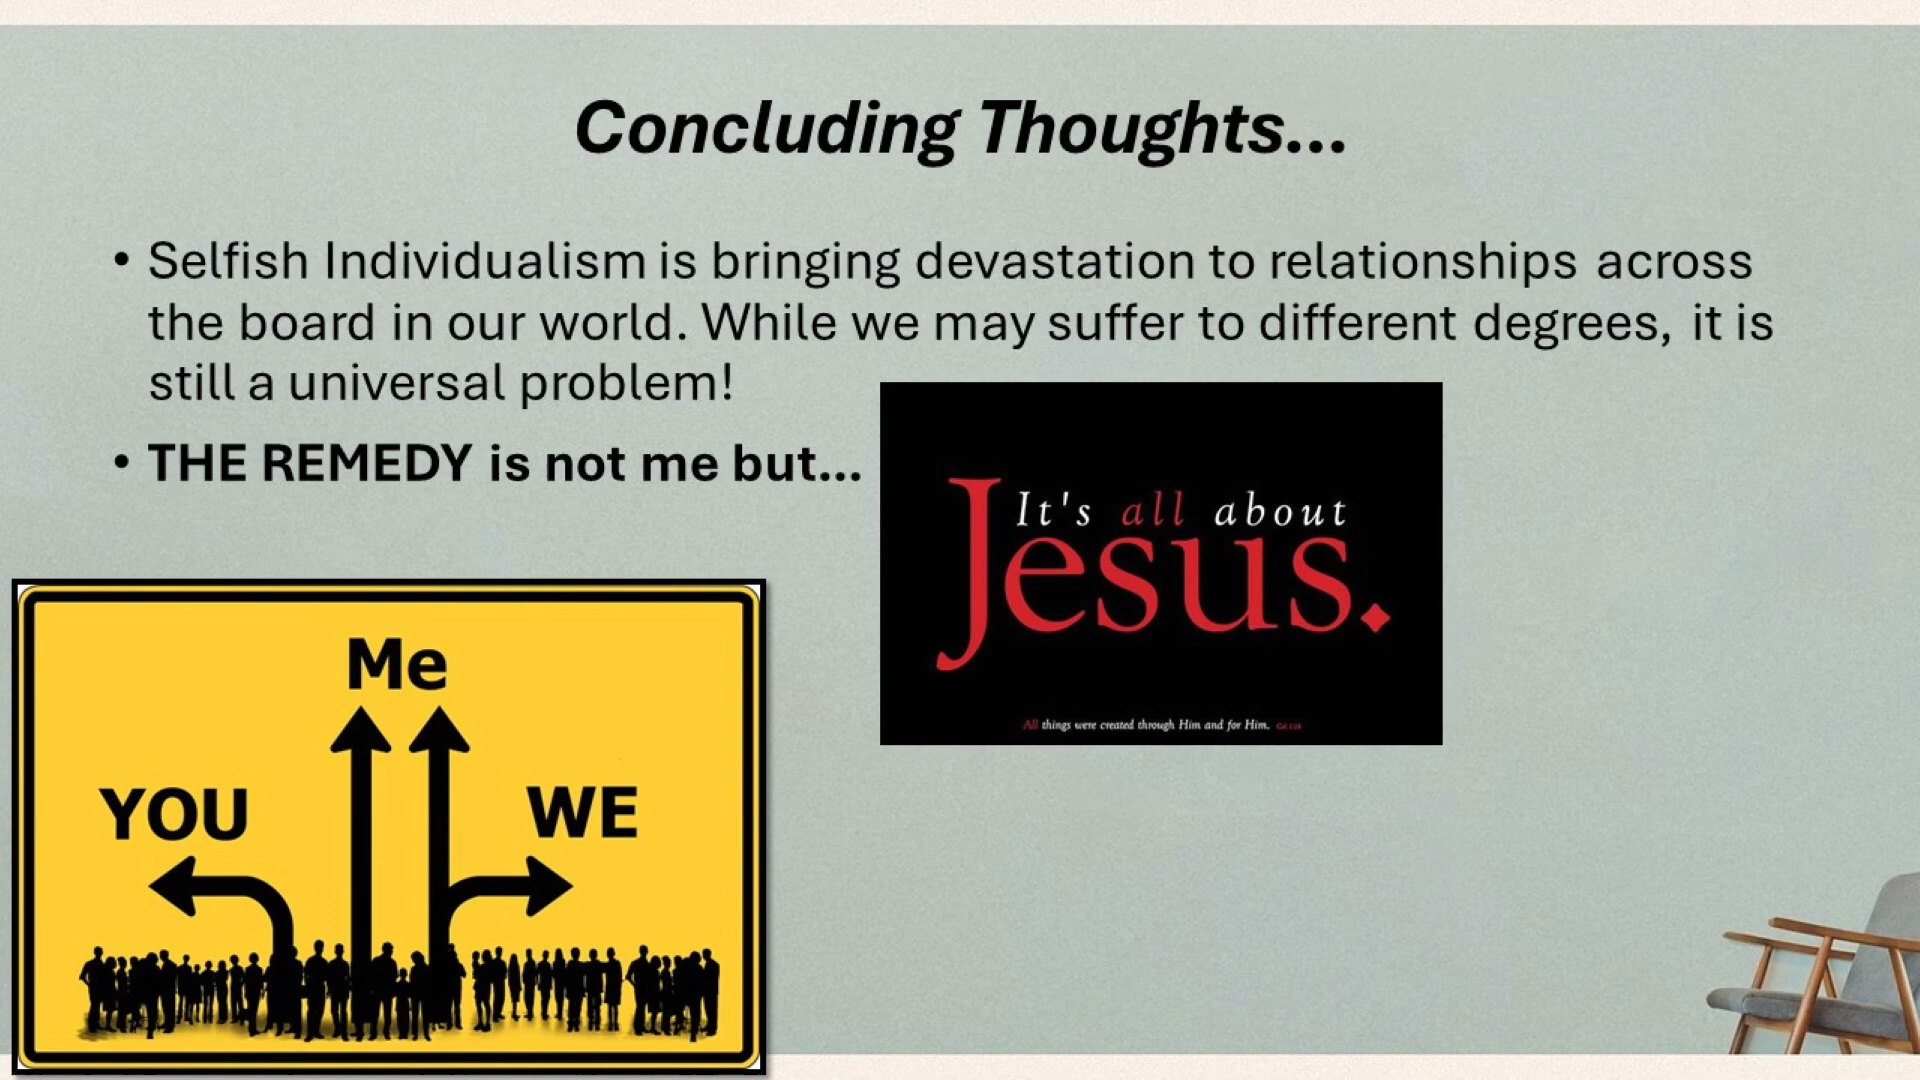 Concluding Thoughts...
• Selfish Individualism is bringing devastation to relationships across
the board in our world. While we may suffer to different degrees, it is
still a universal problem!
• THE REMEDY is not me but...
It's all about
Jesus.
All things were created through Him and for Him.
Me
YOU
WE